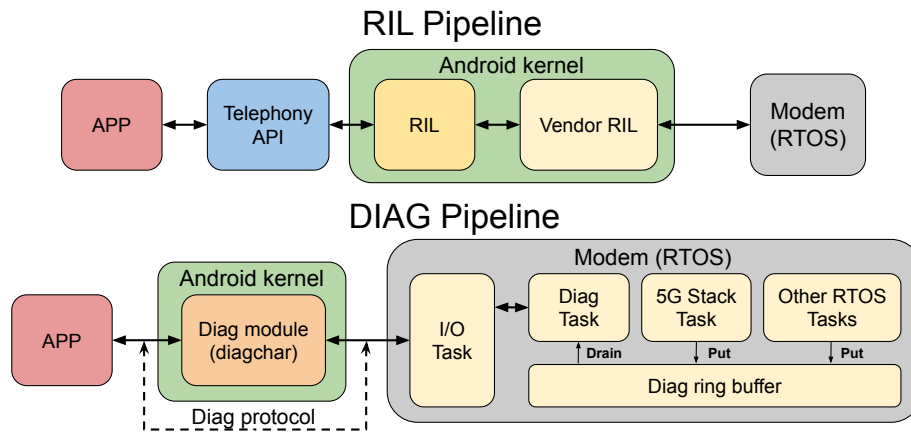 RIL Pipeline
Android kernel
APP
Telephony
API
RIL
Vendor RIL
Modem
(RTOS)
DIAG Pipeline
Android kernel
Modem (RTOS)
APP
Diag module
(diagchar)
I/O
Task
Diag
Task
5G Stack
Task
Other RTOS
Tasks
Drain
Put
Put
Diag ring buffer
Diag protocol